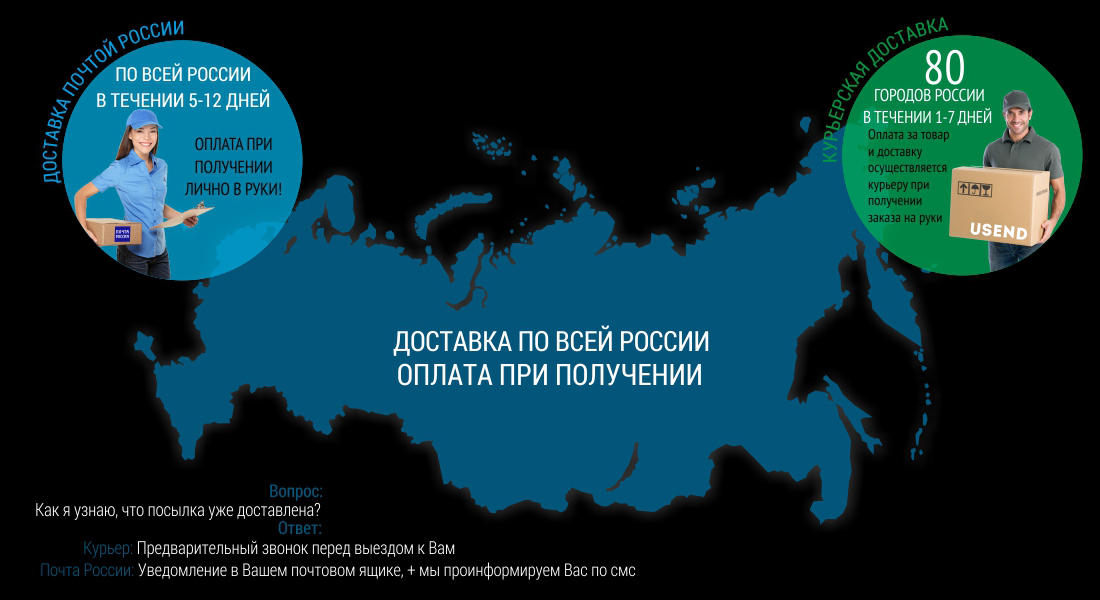 ДОСТАВКА ПОЧТОЙ РОССИИ
ПО ВСЕЙ РОССИИ
В ТЕЧЕНИИ 5-12 ДНЕЙ
ОПЛАТА ПРИ
ПОЛУЧЕНИИ
ЛИЧНО В РУКИ!
ПОЧТА
РОССИИ
КУРЬЕРСКАЯ ДОСТАВКА
80
ГОРОДОВ РОССИИ
В ТЕЧЕНИИ 1-7 ДНЕЙ
Оплата за товар
и доставку
осуществляется
курьеру при
получении
заказа на руки
USEND
ДОСТАВКА ПО ВСЕЙ РОССИИ
ОПЛАТА ПРИ ПОЛУЧЕНИИ
Вопрос:
Как я узнаю, что посылка уже доставлена?
Ответ:
Курьер: Предварительный звонок перед выездом к Вам
Почта России: Уведомление в Вашем почтовом ящике, + мы проинформируем Вас по смс